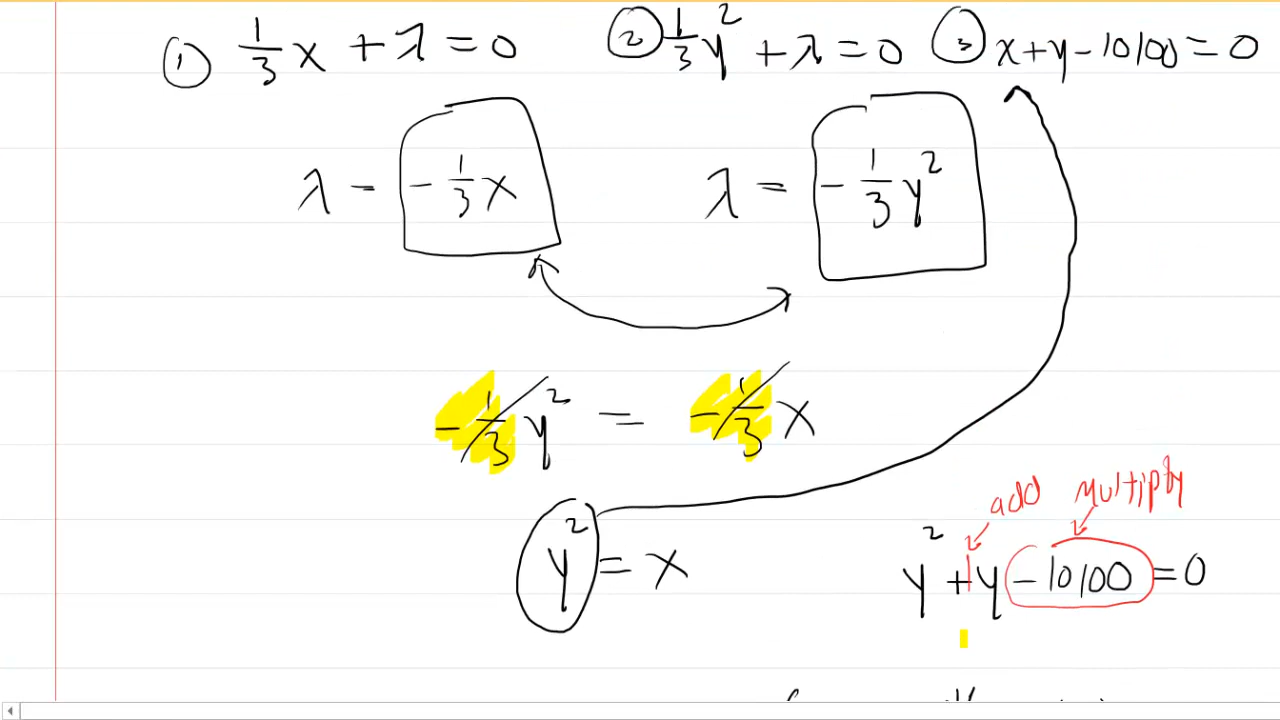 ① 1/3 x + λ = 0 ② 1/3 y² + λ = 0 ③ x + y - 10100 = 0
λ = - 1/3 x λ = - 1/3 y²
- 1/3 y² = - 1/3 x
add multiply
y² = x y² + y - 10100 = 0